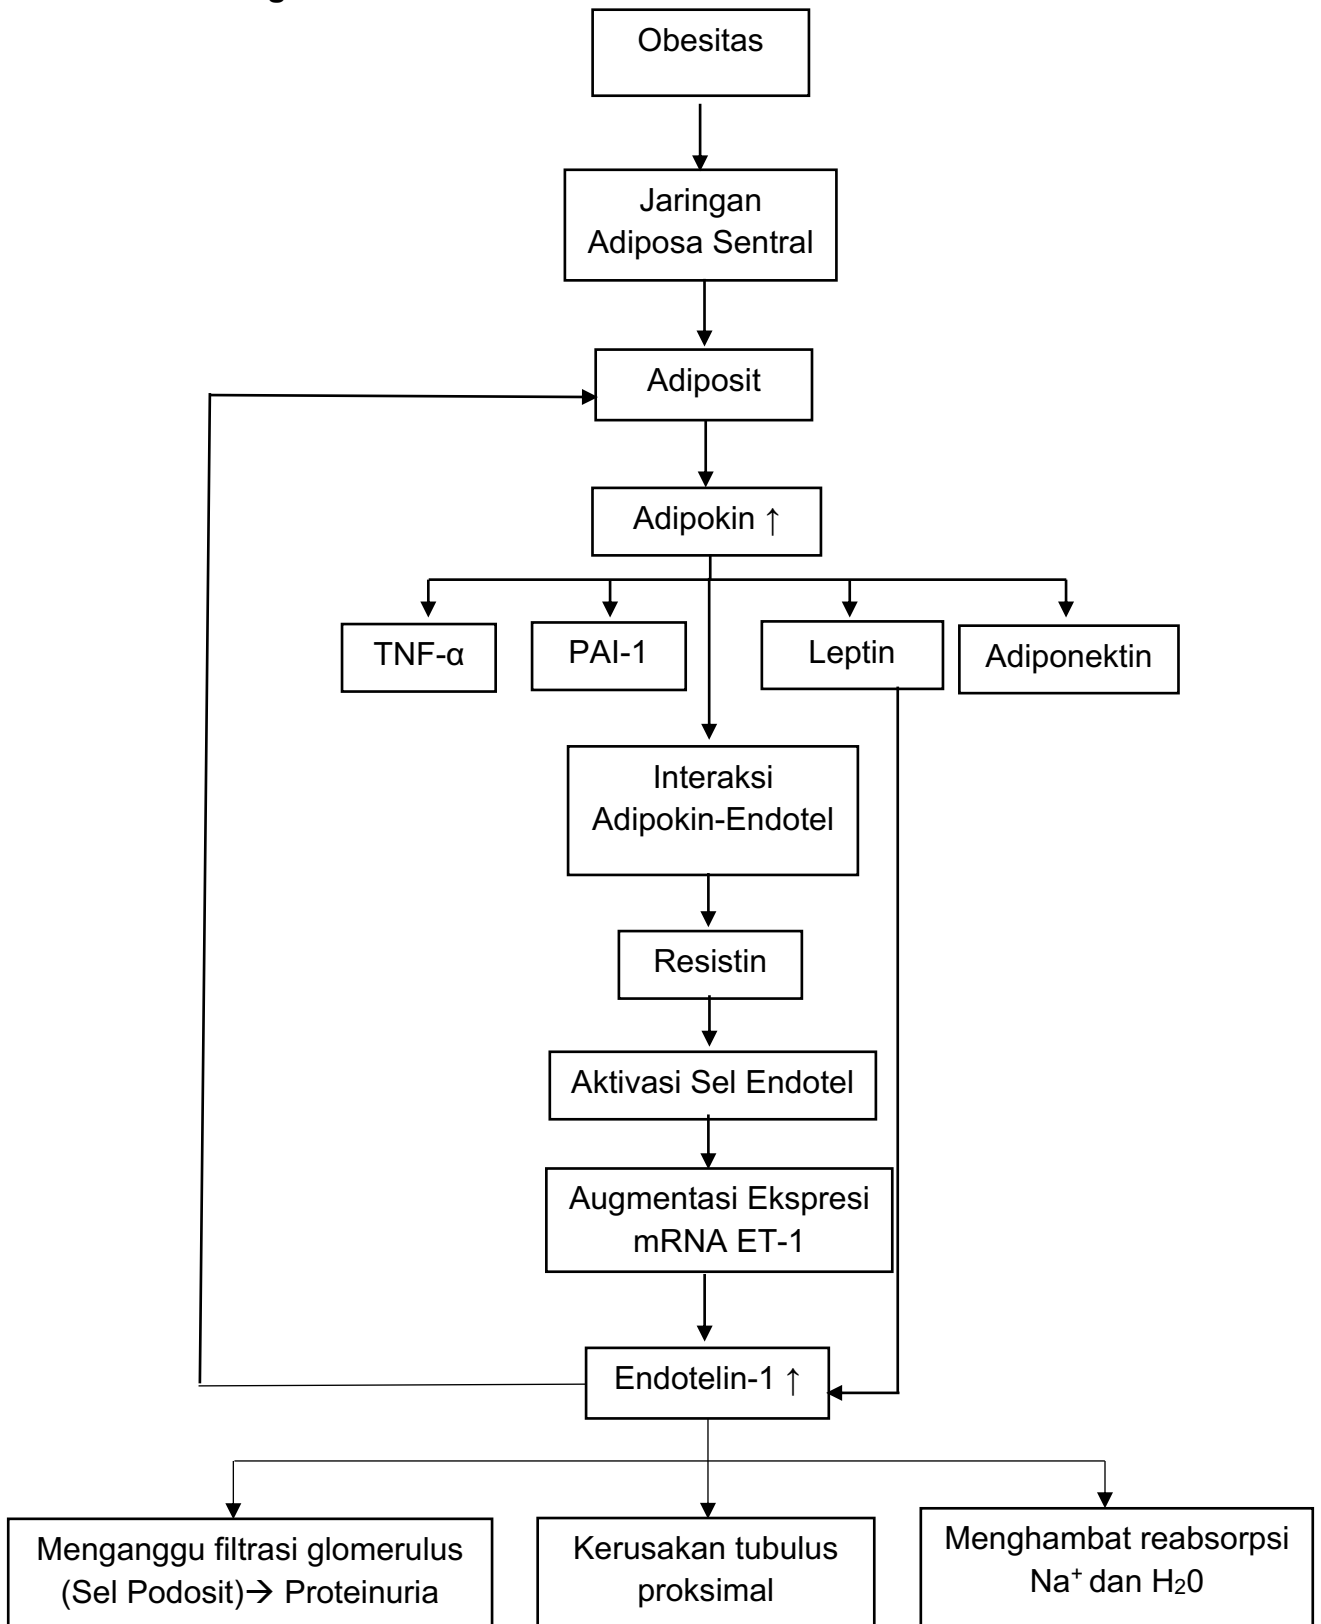 Obesitas
Jaringan
Adiposa Sentral
Adiposit
Adipokin ↑
TNF-α
PAI-1
Leptin
Adiponektin
Interaksi
Adipokin-Endotel
Resistin
Aktivasi Sel Endotel
Augmentasi Ekspresi
mRNA ET-1
Endotelin-1 ↑
Menganggu filtrasi glomerulus
(Sel Podosit)→ Proteinuria
Kerusakan tubulus
proksimal
Menghambat reabsorpsi
Na⁺ dan H₂0